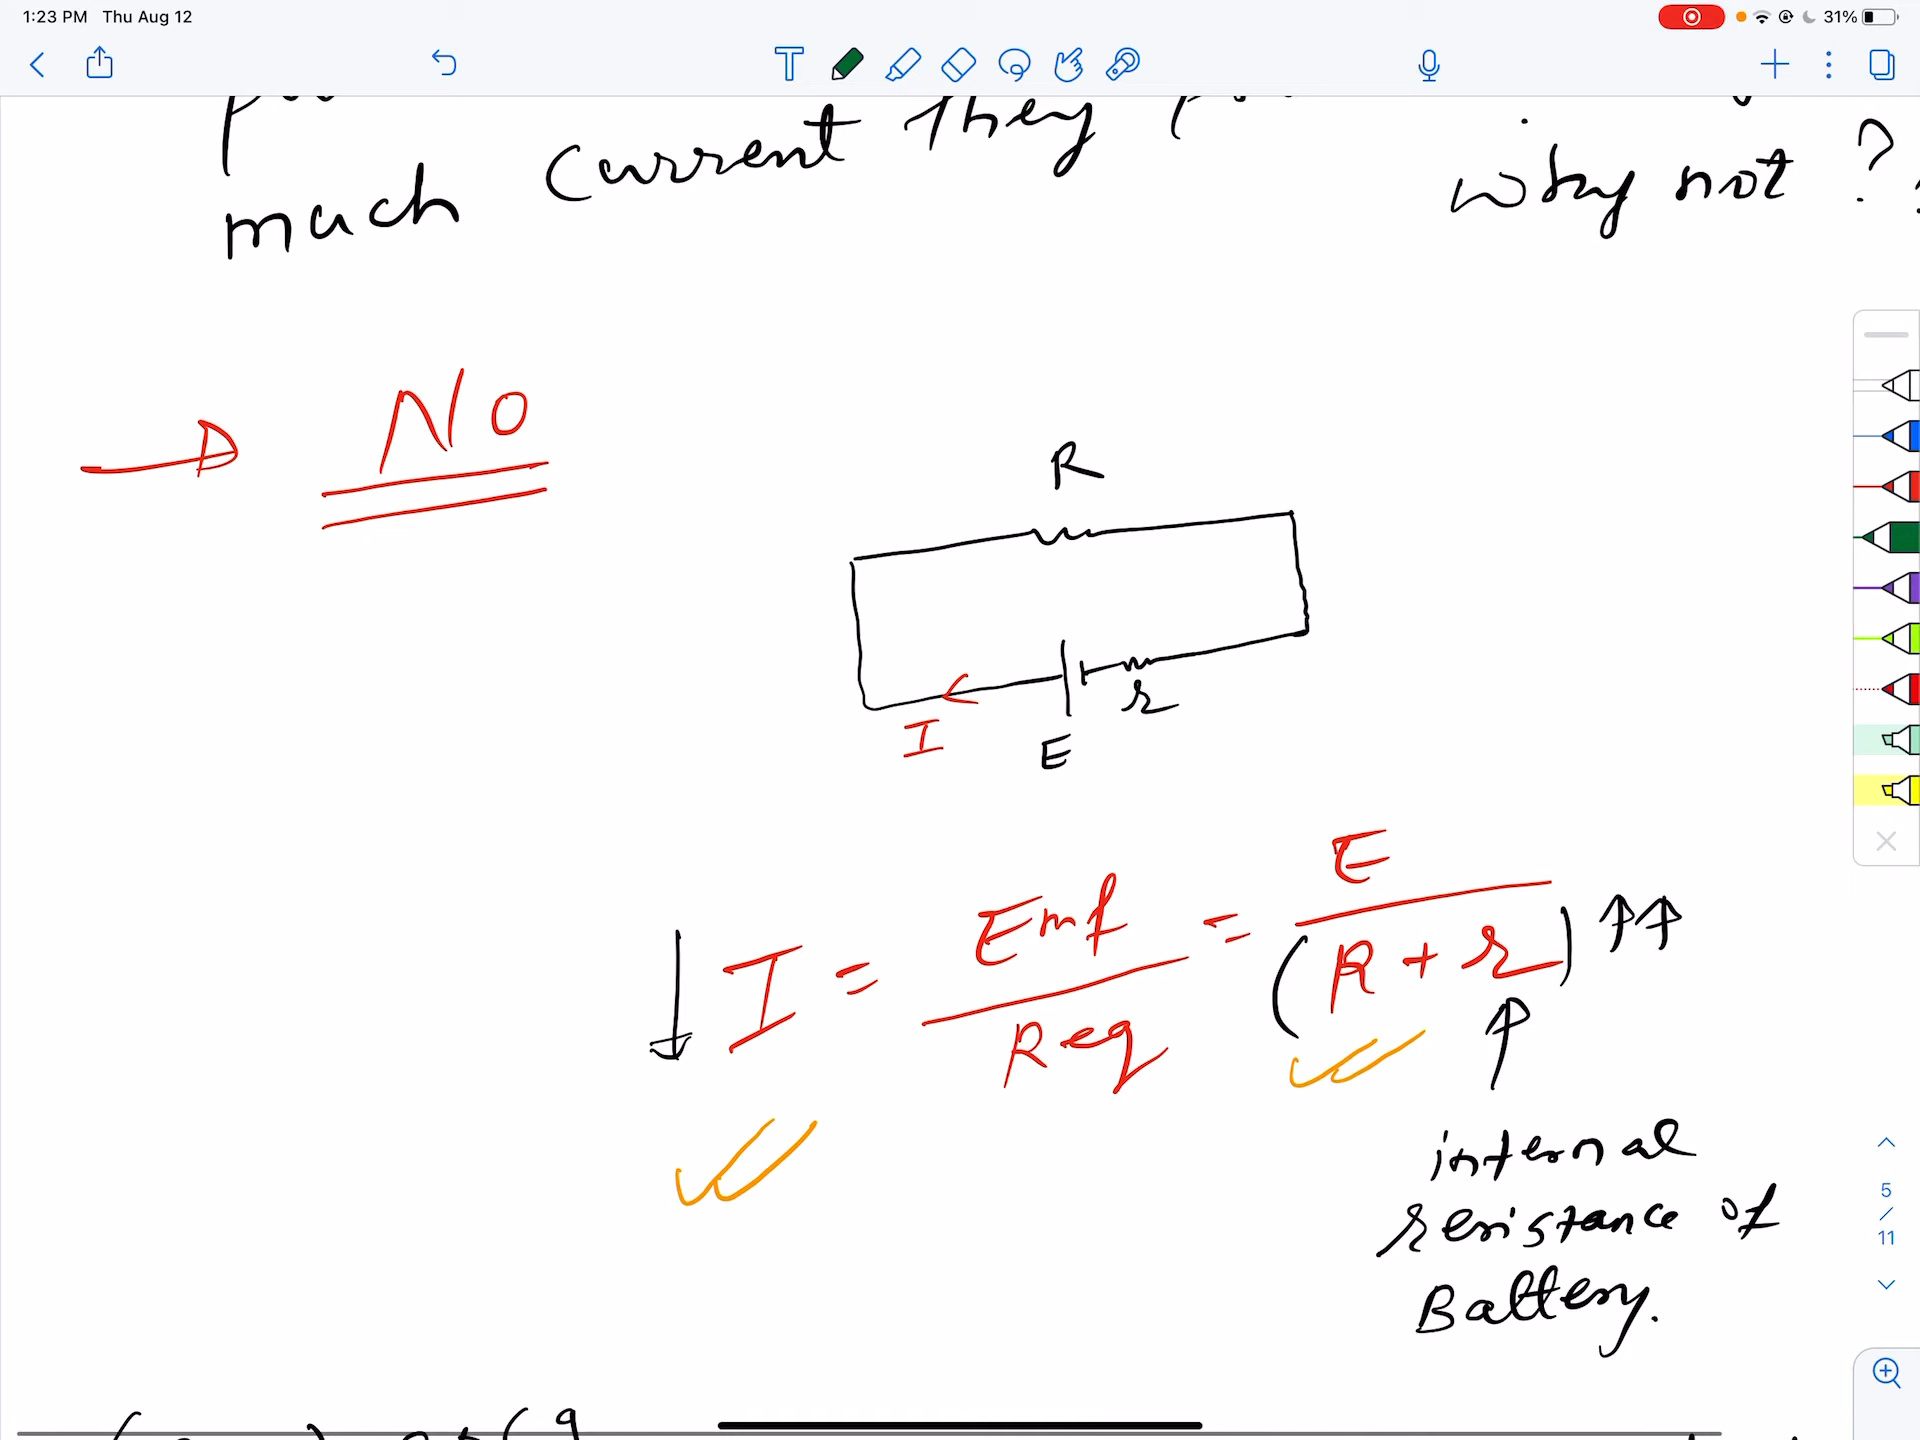 1:23 PM Thu Aug 12
31%
T
current they
much
why not ?
NO
R
I
E
r
I = Emf / Req = E / (R + r)
internal
resistance of
Battery.
5
/
11